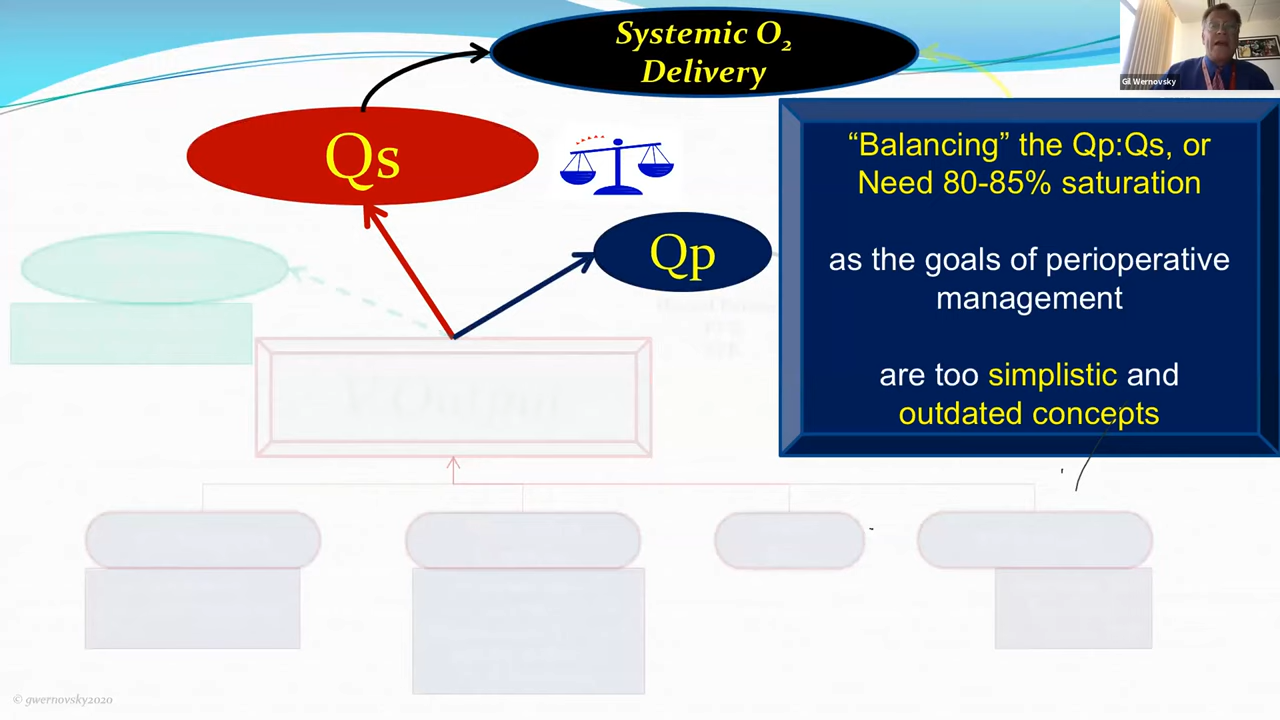 Systemic O₂
Delivery
Gil Wernovsky
Qs
Qp
“Balancing” the Qp:Qs, or
Need 80-85% saturation
as the goals of perioperative
management
are too simplistic and
outdated concepts
© gwernovsky2020